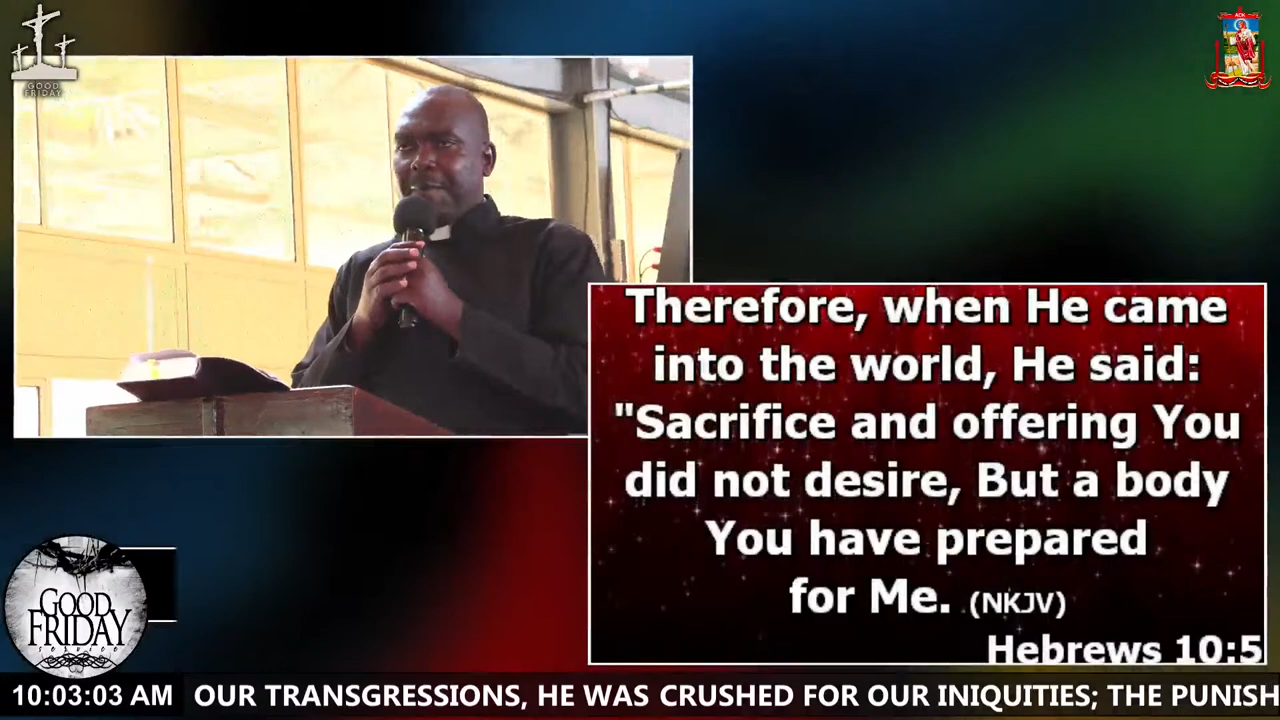 GOOD
FRIDAY
ACK
Therefore, when He came
into the world, He said:
"Sacrifice and offering You
did not desire, But a body
You have prepared
for Me. (NKJV)
Hebrews 10:5
GOOD
FRIDAY
service
10:03:03 AM OUR TRANSGRESSIONS, HE WAS CRUSHED FOR OUR INIQUITIES; THE PUNISH